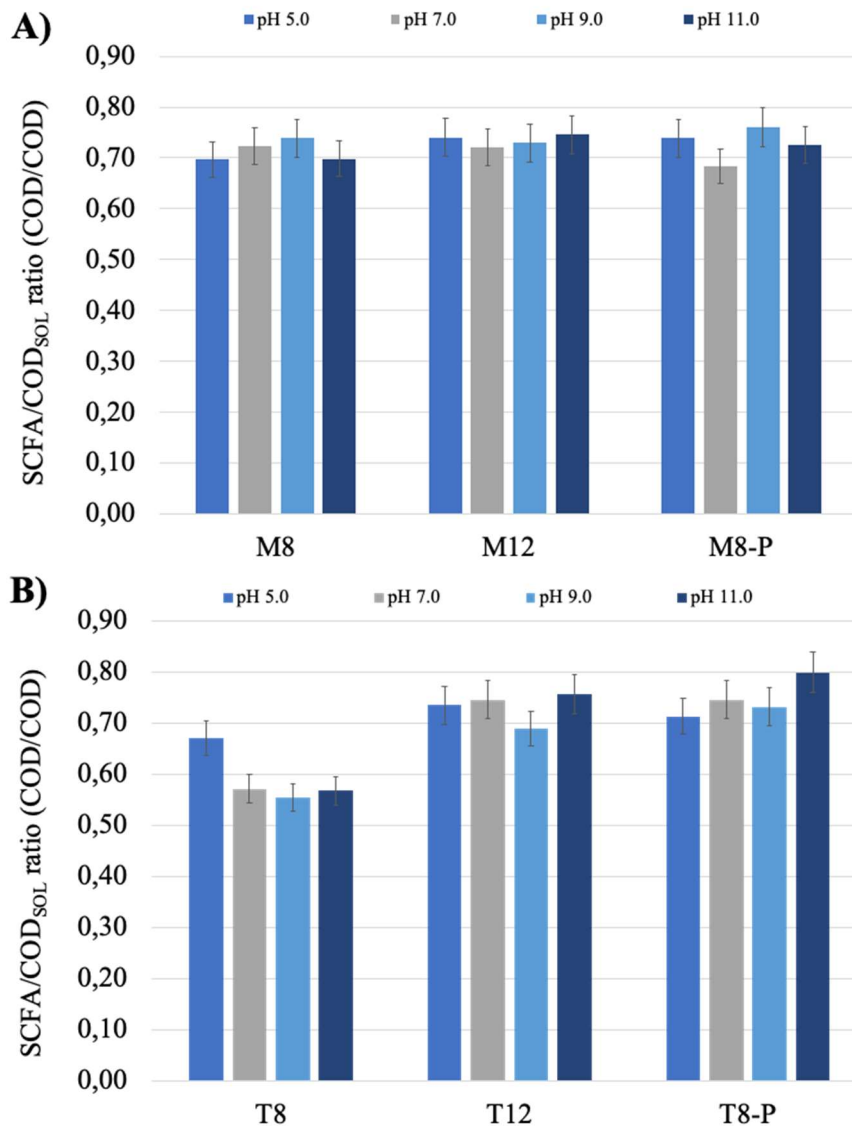 A)
pH 5.0 pH 7.0 pH 9.0 pH 11.0
SCFA/COD_SOL ratio (COD/COD)
0,90
0,80
0,70
0,60
0,50
0,40
0,30
0,20
0,10
0,00
M8 M12 M8-P
B)
pH 5.0 pH 7.0 pH 9.0 pH 11.0
SCFA/COD_SOL ratio (COD/COD)
0,90
0,80
0,70
0,60
0,50
0,40
0,30
0,20
0,10
0,00
T8 T12 T8-P